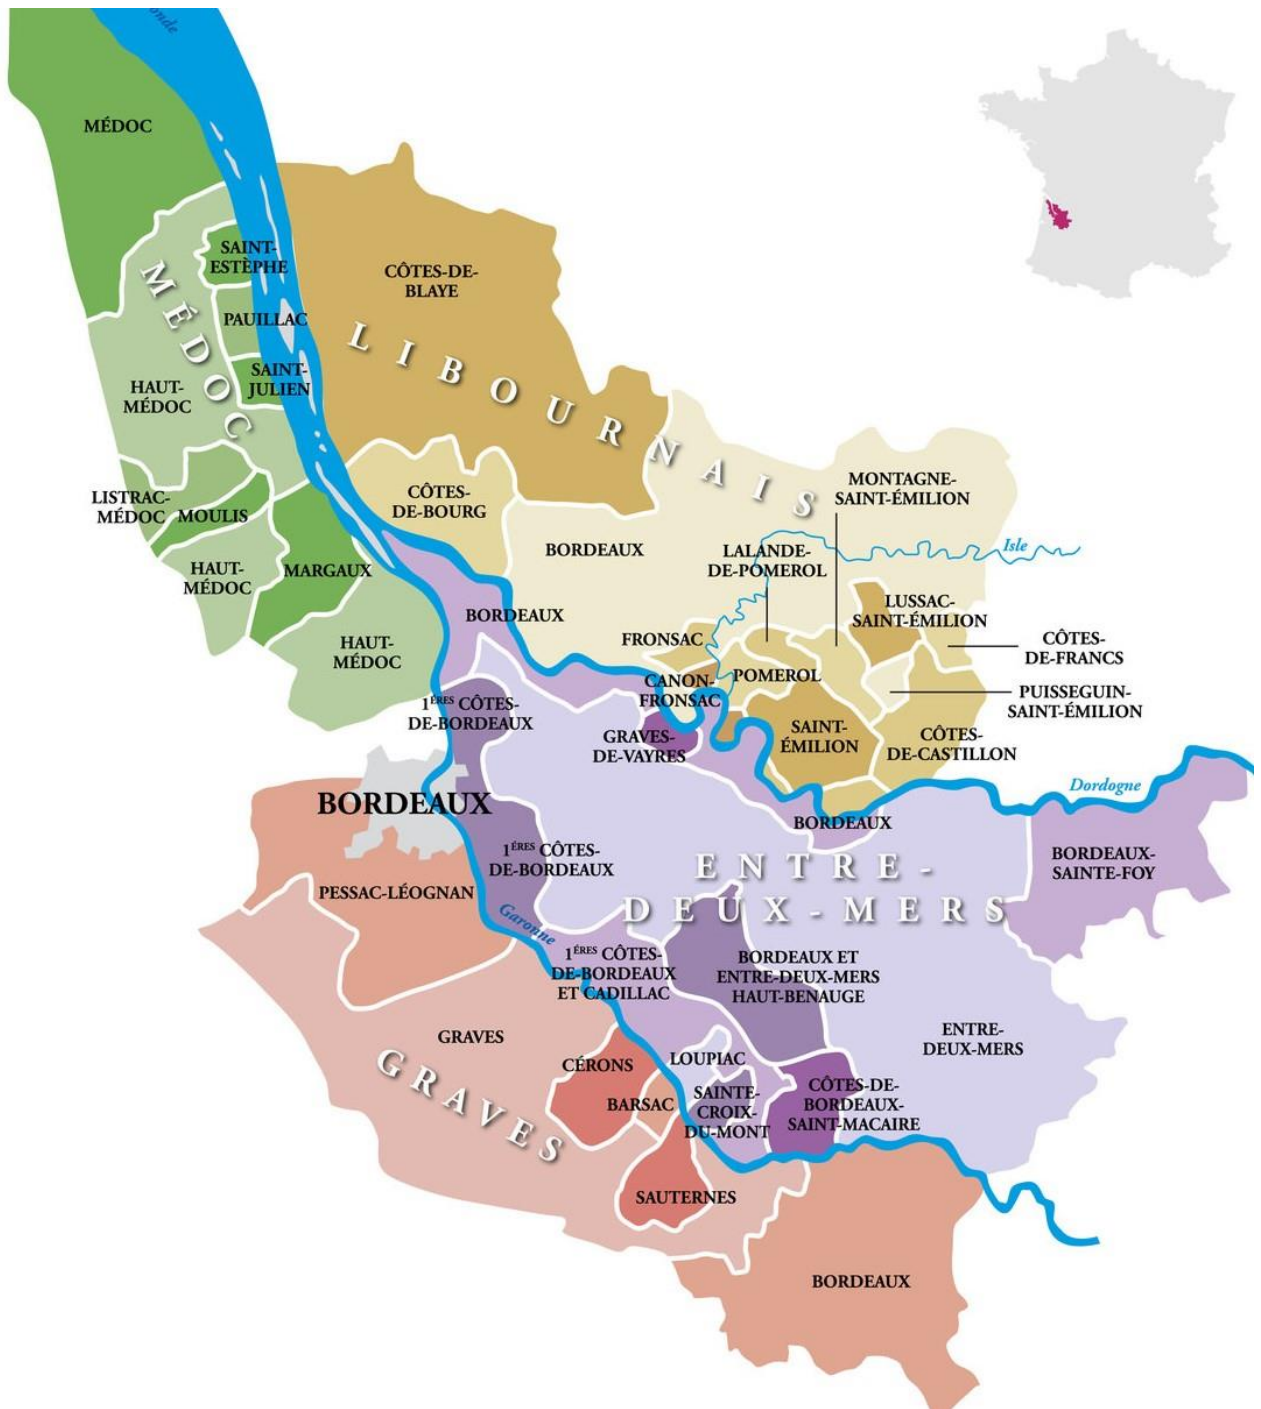 onde
MÉDOC
SAINT-
ESTÈPHE
CÔTES-DE-
BLAYE
MÉDOC
PAUILLAC
LIBOURNAIS
SAINT-
JULIEN
HAUT-
MÉDOC
MONTAGNE-
SAINT-ÉMILION
LISTRAC-
MÉDOC
MOULIS
CÔTES-
DE-BOURG
BORDEAUX
LALANDE-
DE-POMEROL
Isle
HAUT-
MÉDOC
MARGAUX
BORDEAUX
LUSSAC-
SAINT-ÉMILION
FRONSAC
CÔTES-
DE-FRANCS
HAUT-
MÉDOC
CANON-
FRONSAC
POMEROL
PUISSEGUIN-
SAINT-ÉMILION
1ÉRES CÔTES-
DE-BORDEAUX
GRAVES-
DE-VAYRES
SAINT-
ÉMILION
CÔTES-
DE-CASTILLON
Dordogne
BORDEAUX
BORDEAUX
1ÉRES CÔTES-
DE-BORDEAUX
ENTRE-
DEUX-MERS
BORDEAUX-
SAINTE-FOY
PESSAC-LÉOGNAN
Garonne
1ÉRES CÔTES-
DE-BORDEAUX
ET CADILLAC
BORDEAUX ET
ENTRE-DEUX-MERS
HAUT-BENAUGE
GRAVES
GRAVES
ENTRE-
DEUX-MERS
CÉRONS
LOUPIAC
BARSAC
SAINTE-
CROIX-
DU-MONT
CÔTES-DE-
BORDEAUX-
SAINT-MACAIRE
SAUTERNES
BORDEAUX